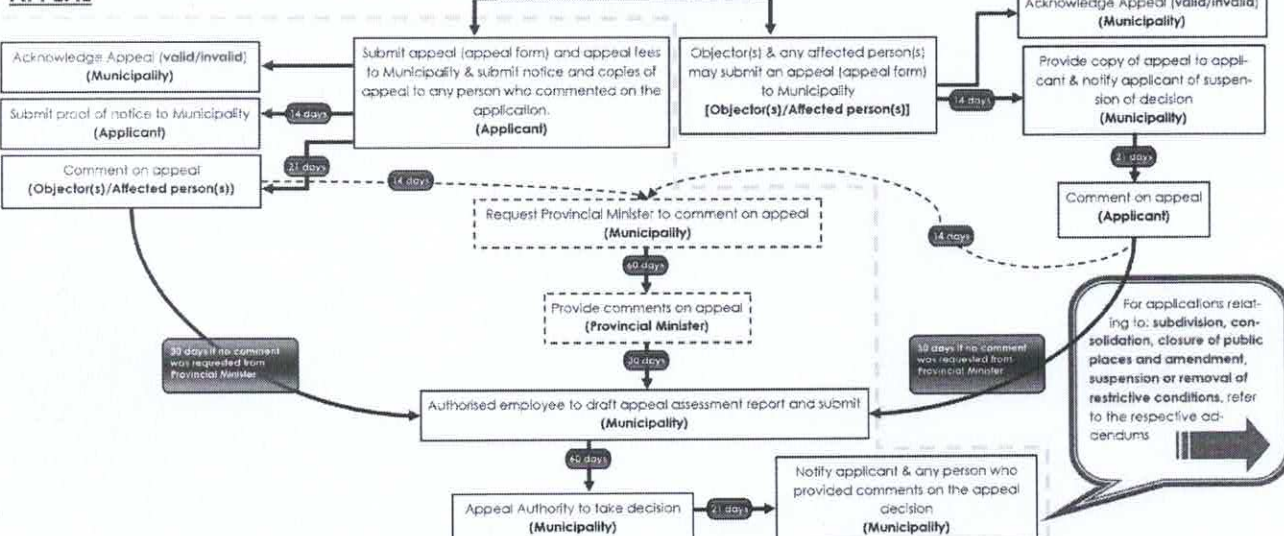 APPEAL
Acknowledge Appeal (valid/invalid)
(Municipality)
Acknowledge Appeal (valid/invalid)
(Municipality)
Submit appeal (appeal form) and appeal fees
to Municipality & submit notice and copies of
appeal to any person who commented on the
application.
(Applicant)
Objector(s) & any affected person(s)
may submit an appeal (appeal form)
to Municipality
[Objector(s)/Affected person(s)]
Provide copy of appeal to appli-
cant & notify applicant of suspen-
sion of decision
(Municipality)
14 days
Submit proof of notice to Municipality
(Applicant)
14 days
21 days
Comment on appeal
(Objector(s)/Affected person(s))
14 days
21 days
Comment on appeal
(Applicant)
14 days
Request Provincial Minister to comment on appeal
(Municipality)
60 days
Provide comments on appeal
(Provincial Minister)
30 days
30 days if no comment
was requested from
Provincial Minister
30 days if no comment
was requested from
Provincial Minister
For applications relat-
ing to: subdivision, con-
solidation, closure of public
places and amendment,
suspension or removal of
restrictive conditions, refer
to the respective ad-
dendums
Authorised employee to draft appeal assessment report and submit
(Municipality)
60 days
Appeal Authority to take decision
(Municipality)
21 days
Notify applicant & any person who
provided comments on the appeal
decision
(Municipality)